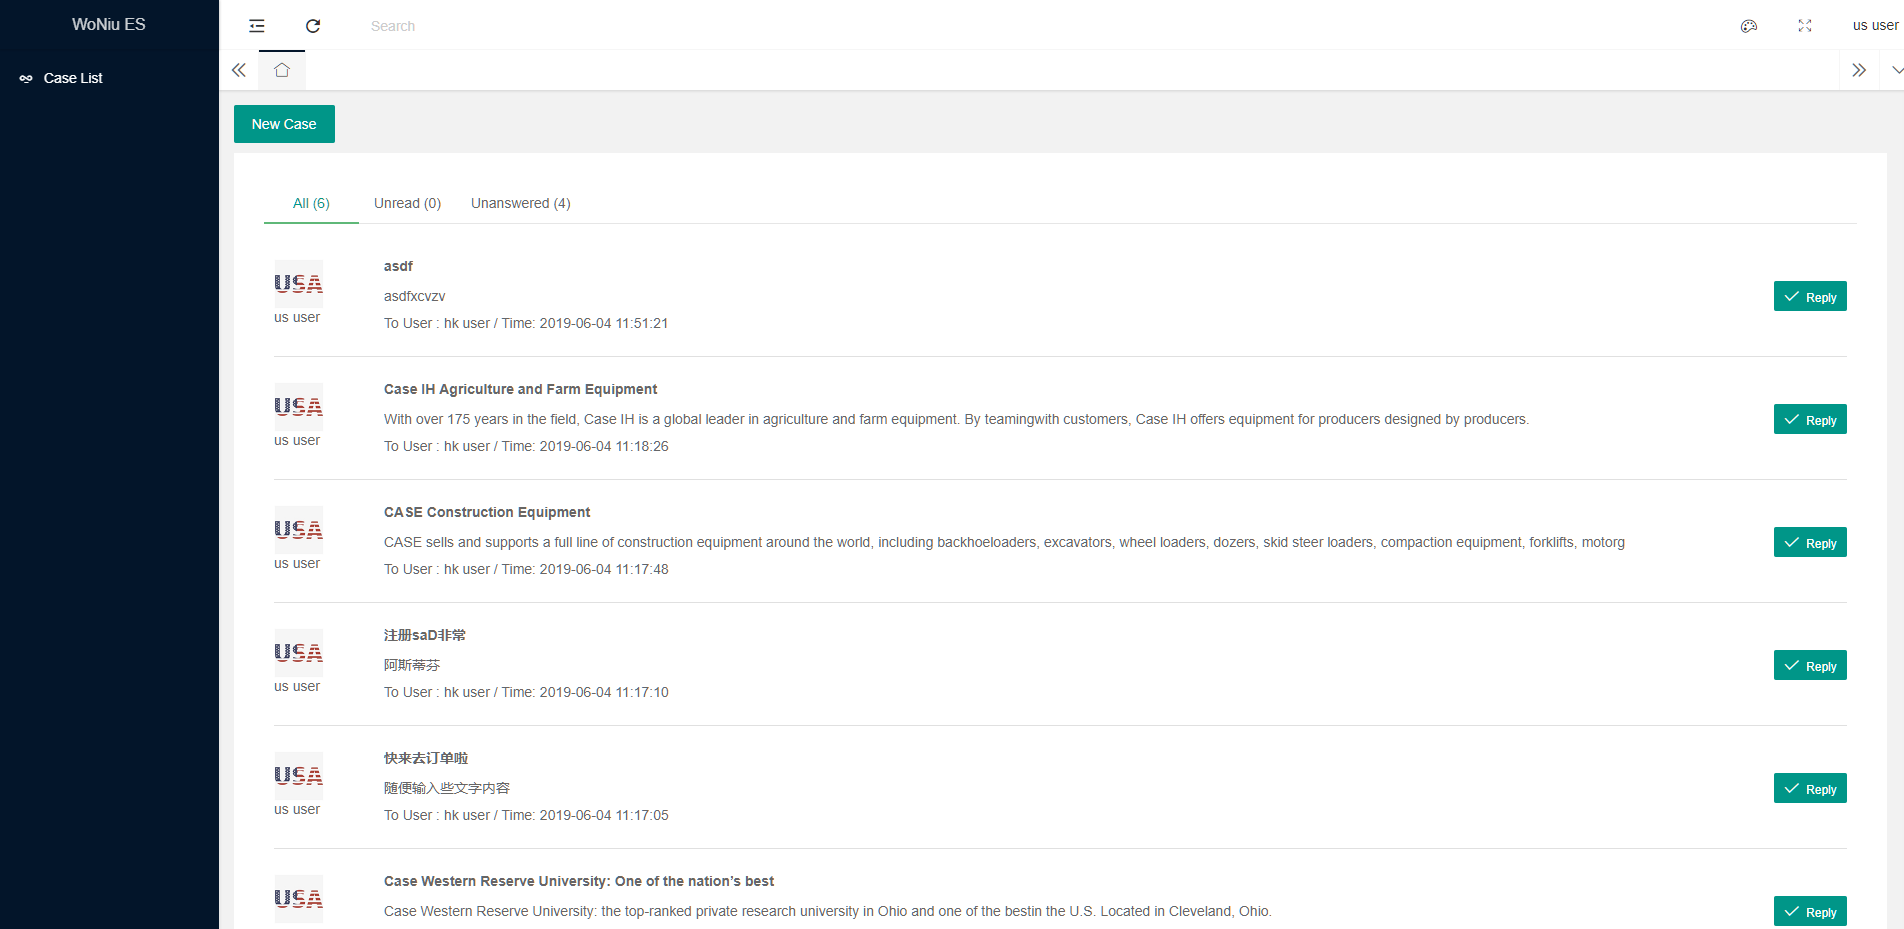 WoNiu ES
Search
us user
Case List
New Case
All (6)
Unread (0)
Unanswered (4)
USA
us user
asdf
asdfxcvzv
To User : hk user / Time: 2019-06-04 11:51:21
Reply
USA
us user
Case IH Agriculture and Farm Equipment
With over 175 years in the field, Case IH is a global leader in agriculture and farm equipment. By teamingwith customers, Case IH offers equipment for producers designed by producers.
To User : hk user / Time: 2019-06-04 11:18:26
Reply
USA
us user
CASE Construction Equipment
CASE sells and supports a full line of construction equipment around the world, including backhoeloaders, excavators, wheel loaders, dozers, skid steer loaders, compaction equipment, forklifts, motorg
To User : hk user / Time: 2019-06-04 11:17:48
Reply
USA
us user
注册saD非常
阿斯蒂芬
To User : hk user / Time: 2019-06-04 11:17:10
Reply
USA
us user
快来去订单啦
随便输入些文字内容
To User : hk user / Time: 2019-06-04 11:17:05
Reply
USA
Case Western Reserve University: One of the nation’s best
Case Western Reserve University: the top-ranked private research university in Ohio and one of the bestin the U.S. Located in Cleveland, Ohio.
Reply